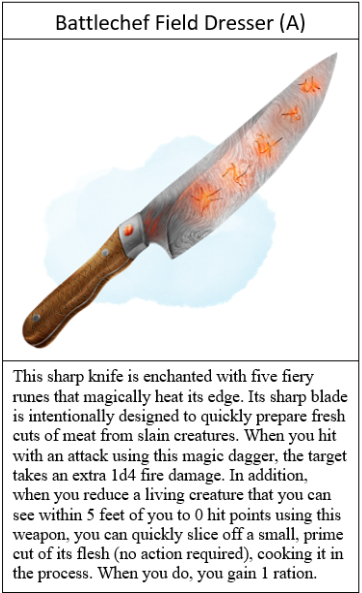 Battlechef Field Dresser (A)
This sharp knife is enchanted with five fiery
runes that magically heat its edge. Its sharp blade
is intentionally designed to quickly prepare fresh
cuts of meat from slain creatures. When you hit
with an attack using this magic dagger, the target
takes an extra 1d4 fire damage. In addition,
when you reduce a living creature that you can
see within 5 feet of you to 0 hit points using this
weapon, you can quickly slice off a small, prime
cut of its flesh (no action required), cooking it in
the process. When you do, you gain 1 ration.